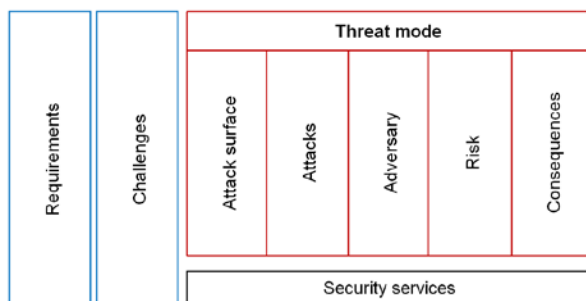 Requirements
Challenges
Threat mode
Attack surface
Attacks
Adversary
Risk
Consequences
Security services